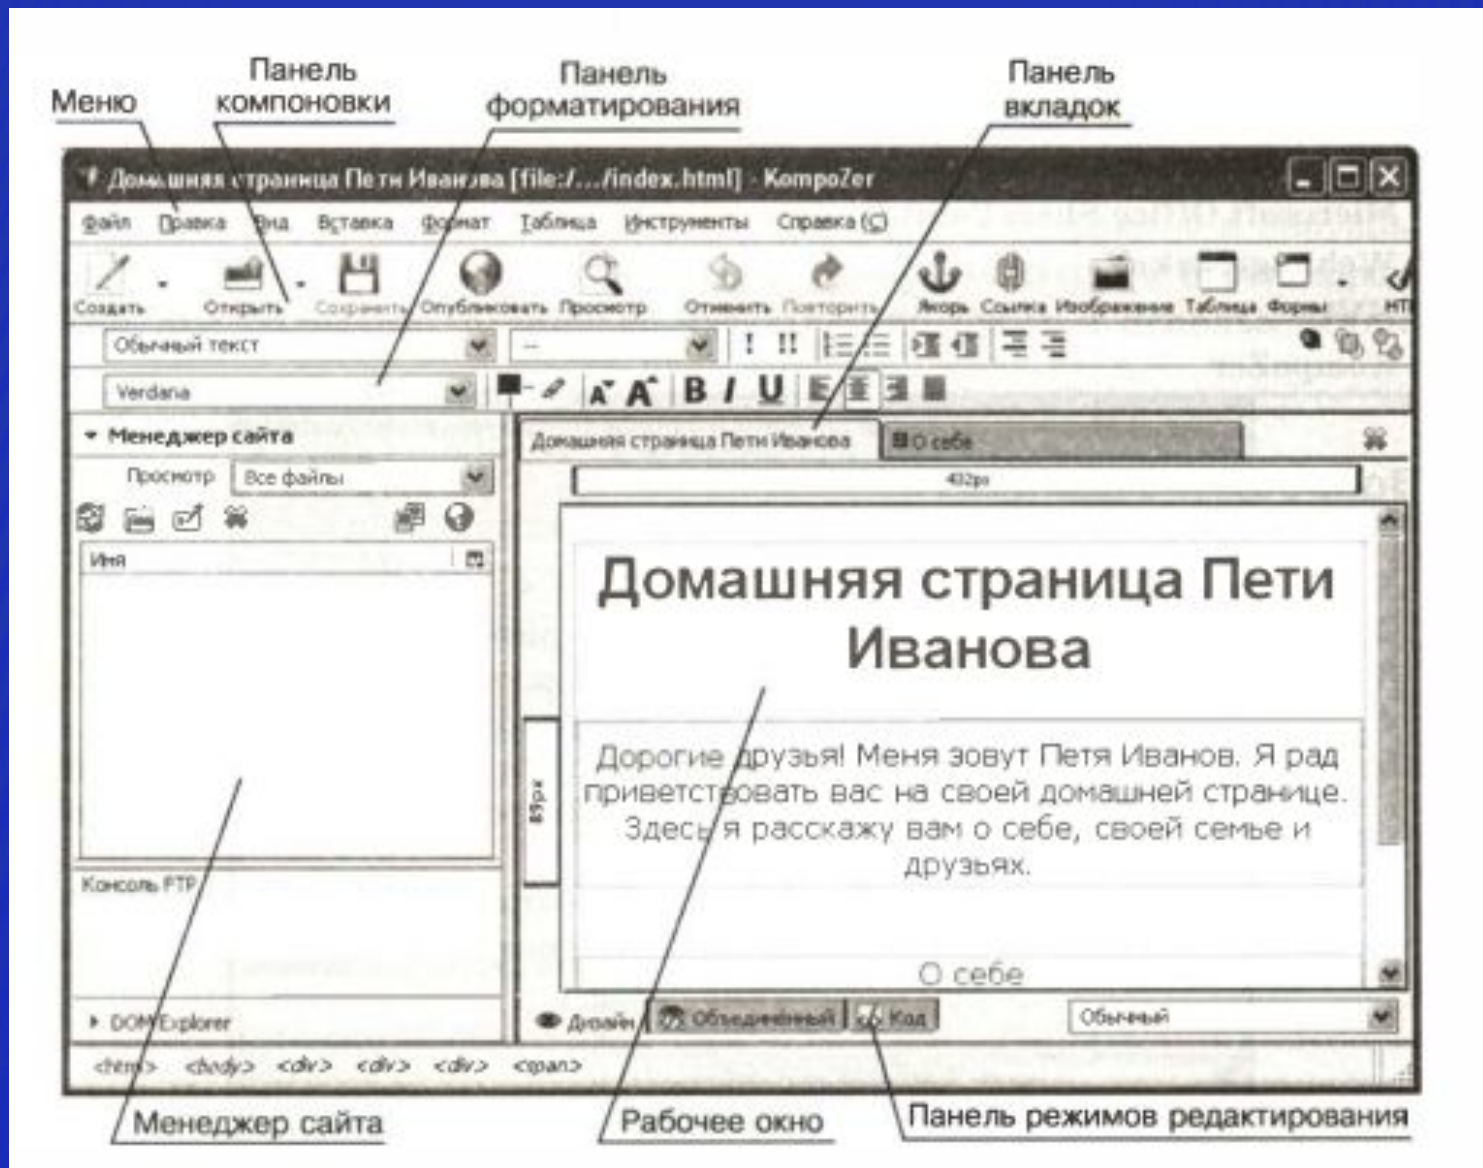 Меню
Панель
компоновки
Панель
форматирования
Панель
вкладок
Домашняя страница Пети Иванова [file:/.../index.html] - KompoZer
Файл Правка Вид Вставка Формат Таблица Инструменты Справка (С)
Создать Открыть Сохранить Опубликовать Просмотр Отменить Повторить Якорь Ссылка Изображение Таблица Формы HT
Обычный текст -- ! !!
Verdana A A B I U
Менеджер сайта
Просмотр Все файлы
Имя
Консоль FTP
DOM Explorer
Домашняя страница Пети Иванова О себе
432px
Домашняя страница Пети
Иванова
89px
Дорогие друзья! Меня зовут Петя Иванов. Я рад
приветствовать вас на своей домашней странице.
Здесь я расскажу вам о себе, своей семье и
друзьях.
О себе
Дизайн Объединённый Код Обычный
<html> <body> <div> <div> <div> <span>
Менеджер сайта
Рабочее окно
Панель режимов редактирования